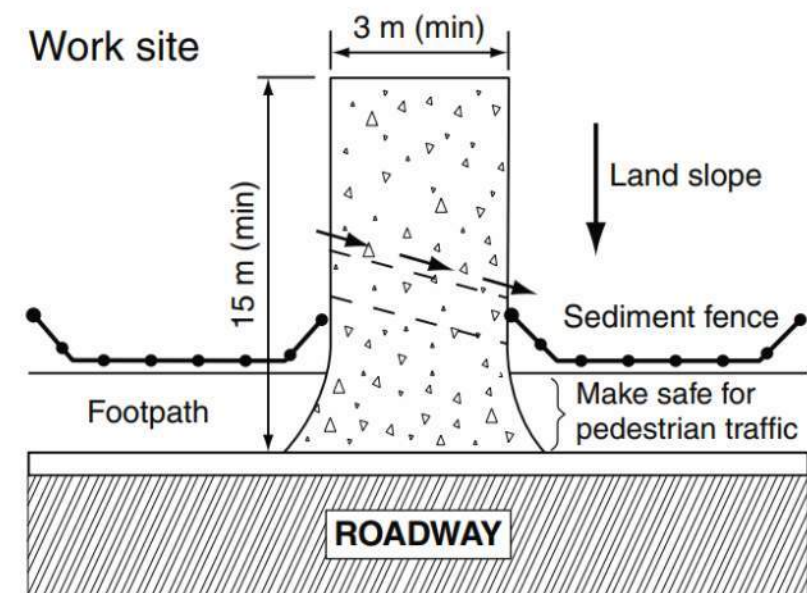 Work site
3 m (min)
15 m (min)
Land slope
Sediment fence
Footpath
Make safe for
pedestrian traffic
ROADWAY